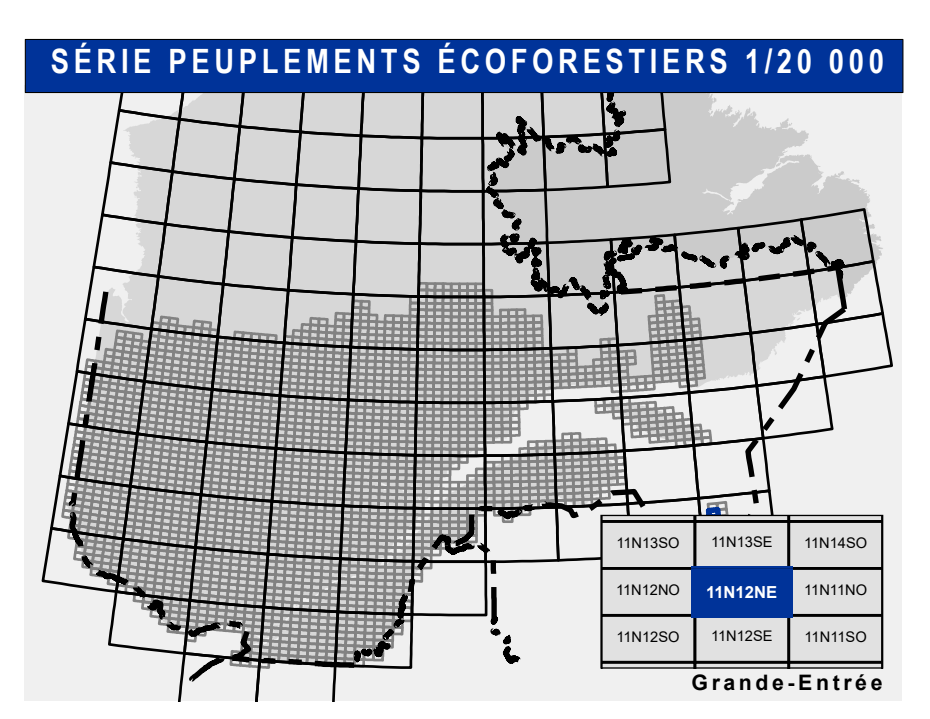 SÉRIE PEUPLEMENTS ÉCOFORESTIERS 1/20 000
11N13SO 11N13SE 11N14SO
11N12NO 11N12NE 11N11NO
11N12SO 11N12SE 11N11SO
Grande-Entrée